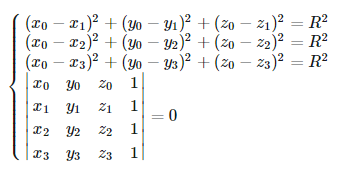 (x₀ − x₁)² + (y₀ − y₁)² + (z₀ − z₁)² = R²
(x₀ − x₂)² + (y₀ − y₂)² + (z₀ − z₂)² = R²
(x₀ − x₃)² + (y₀ − y₃)² + (z₀ − z₃)² = R²
| x₀ y₀ z₀ 1 |
| x₁ y₁ z₁ 1 |
| x₂ y₂ z₂ 1 | = 0
| x₃ y₃ z₃ 1 |